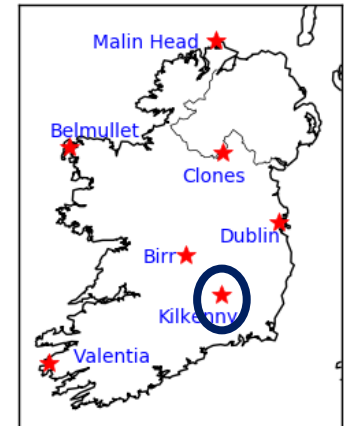 Malin Head
Belmullet
Clones
Dublin
Birr
Kilkenny
Valentia